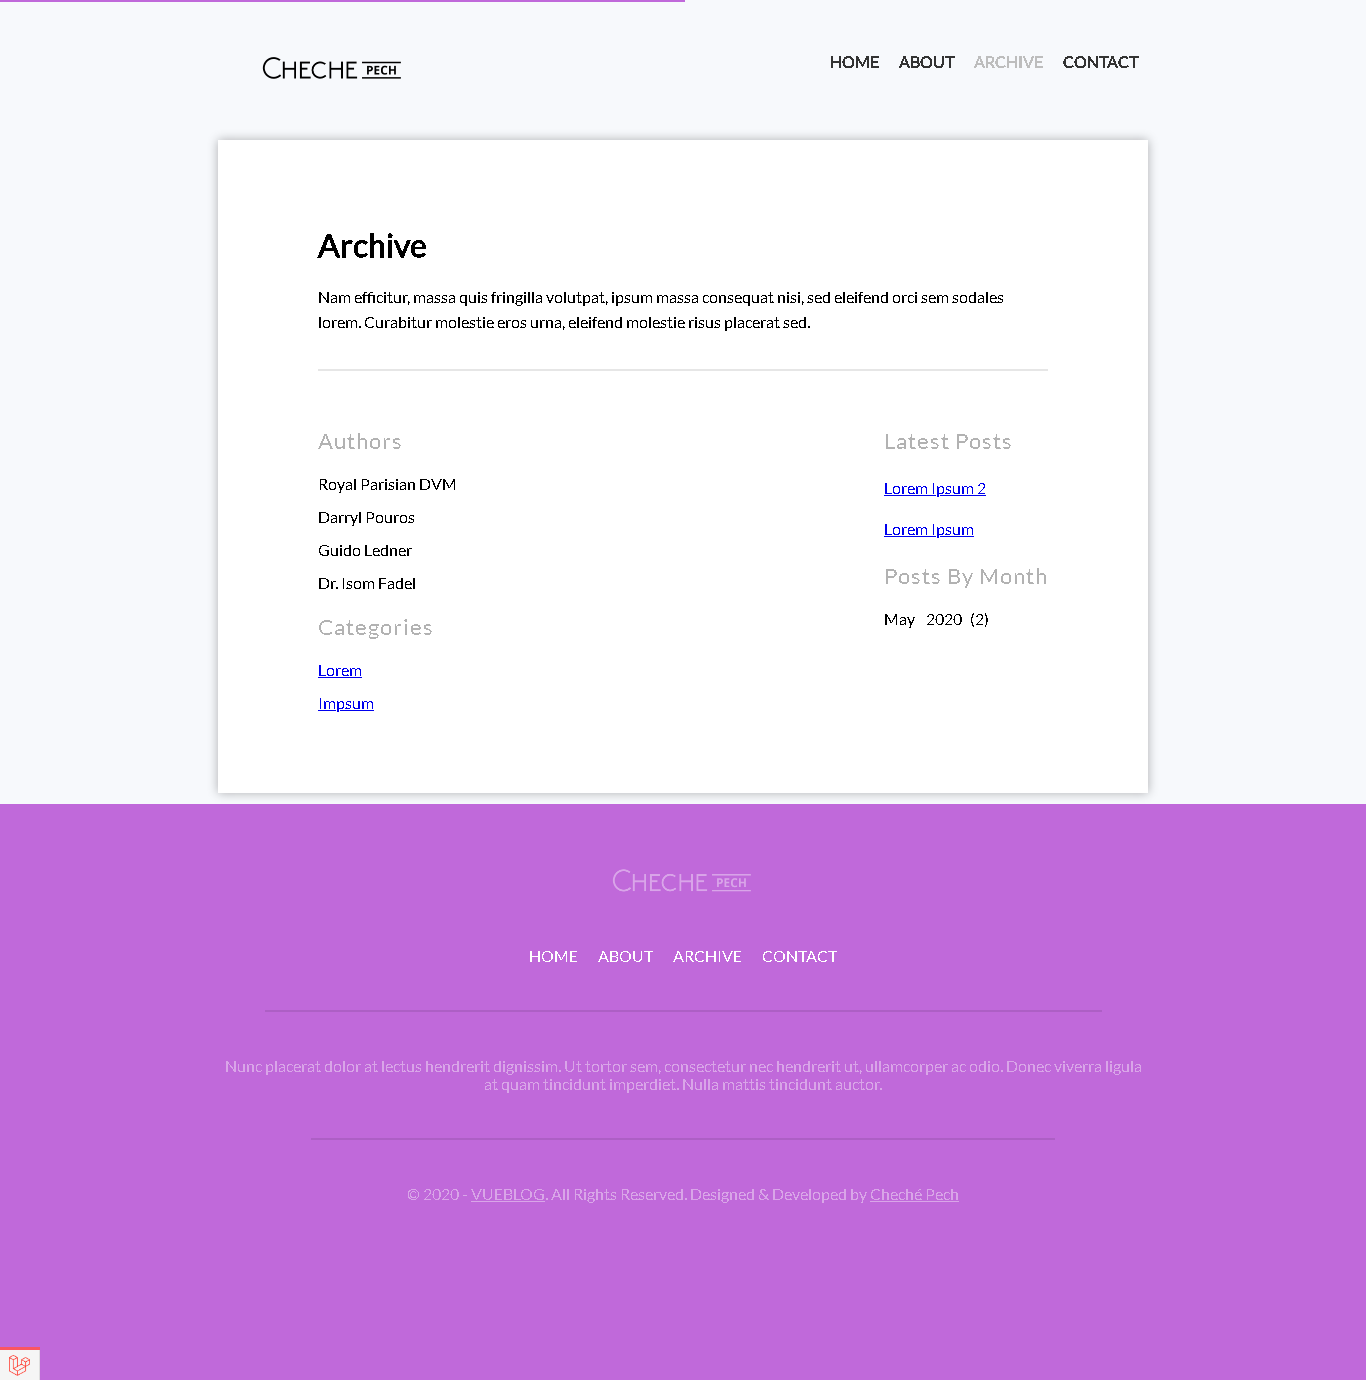 CHECHE PECH
HOME ABOUT ARCHIVE CONTACT
Archive
Nam efficitur, massa quis fringilla volutpat, ipsum massa consequat nisi, sed eleifend orci sem sodales
lorem. Curabitur molestie eros urna, eleifend molestie risus placerat sed.
Authors
Royal Parisian DVM
Darryl Pouros
Guido Ledner
Dr. Isom Fadel
Categories
Lorem
Impsum
Latest Posts
Lorem Ipsum 2
Lorem Ipsum
Posts By Month
May 2020 (2)
CHECHE PECH
HOME ABOUT ARCHIVE CONTACT
Nunc placerat dolor at lectus hendrerit dignissim. Ut tortor sem, consectetur nec hendrerit ut, ullamcorper ac odio. Donec viverra ligula
at quam tincidunt imperdiet. Nulla mattis tincidunt auctor.
© 2020 - VUEBLOG. All Rights Reserved. Designed & Developed by Cheché Pech